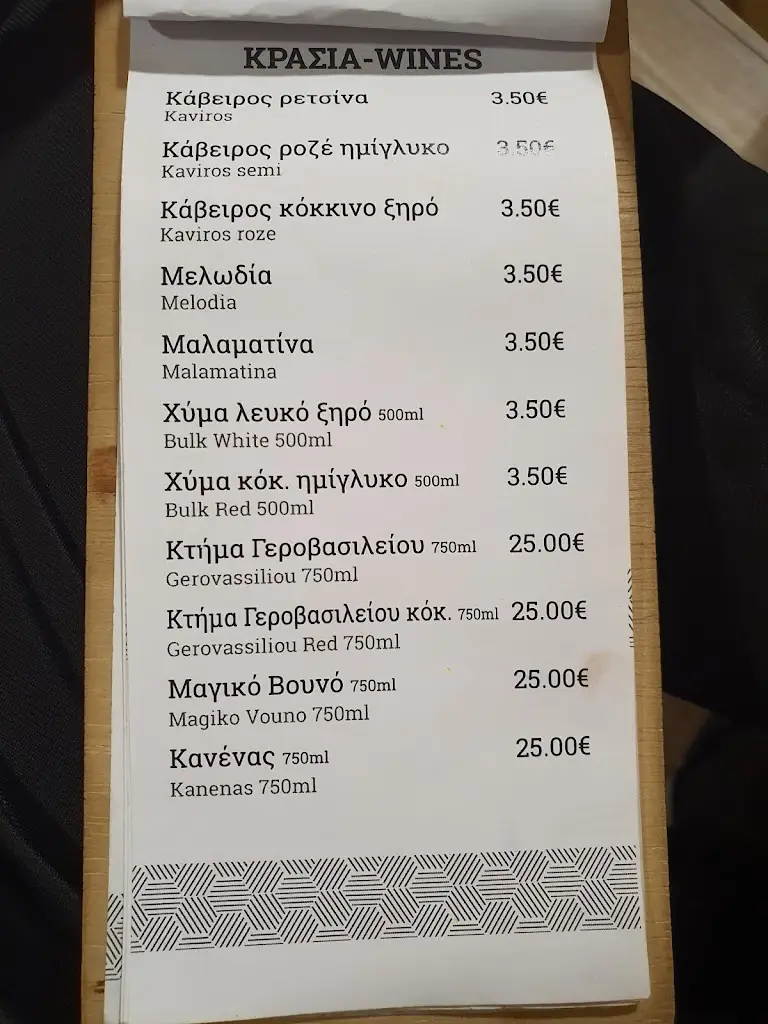 ΚΡΑΣΙΑ-WINES
Κάβειρος ρετσίνα 3.50€
Kaviros
Κάβειρος ροζέ ημίγλυκο 3.50€
Kaviros semi
Κάβειρος κόκκινο ξηρό 3.50€
Kaviros roze
Μελωδία 3.50€
Melodia
Μαλαματίνα 3.50€
Malamatina
Χύμα λευκό ξηρό 500ml 3.50€
Bulk White 500ml
Χύμα κόκ. ημίγλυκο 500ml 3.50€
Bulk Red 500ml
Κτήμα Γεροβασιλείου 750ml 25.00€
Gerovassiliou 750ml
Κτήμα Γεροβασιλείου κόκ. 750ml 25.00€
Gerovassiliou Red 750ml
Μαγικό Βουνό 750ml 25.00€
Magiko Vouno 750ml
Κανένας 750ml 25.00€
Kanenas 750ml